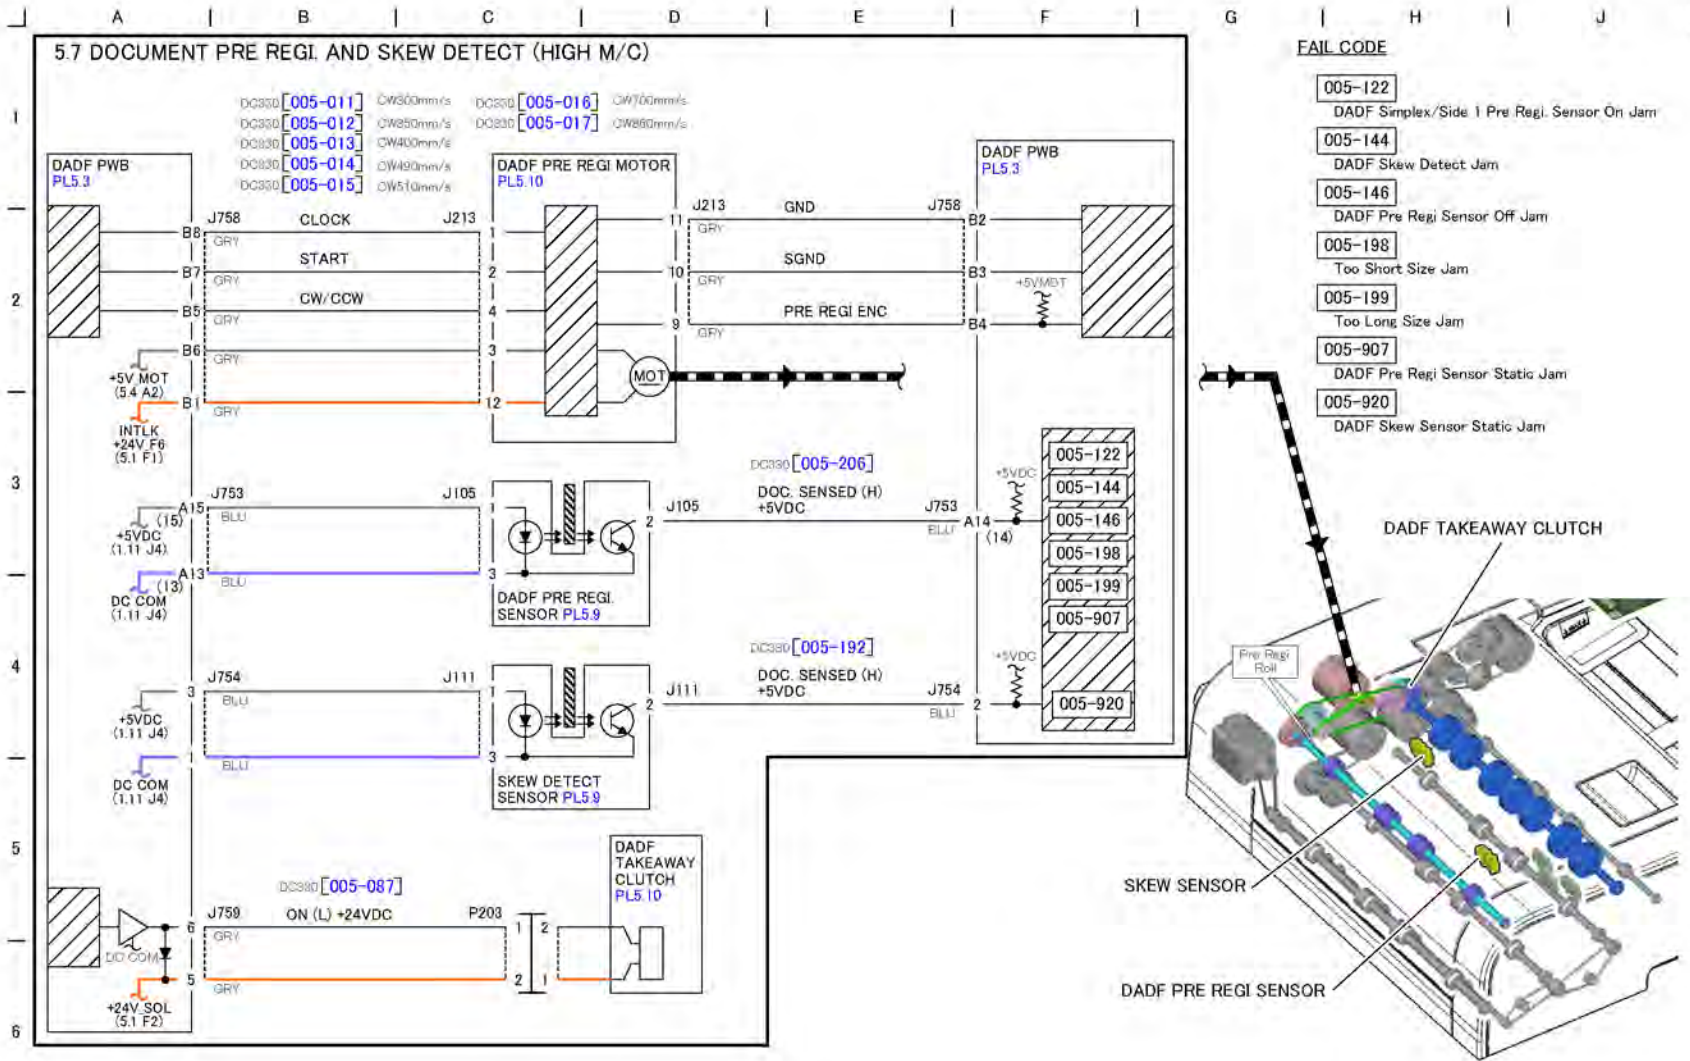 A B C D E F G H J
5.7 DOCUMENT PRE REGI. AND SKEW DETECT (HIGH M/C)
1
2
3
4
5
6
DC330 [005-011] CW300mm/s
DC330 [005-012] CW350mm/s
DC330 [005-013] CW400mm/s
DC330 [005-014] CW490mm/s
DC330 [005-015] CW510mm/s
DC330 [005-016] CW700mm/s
DC330 [005-017] CW860mm/s
DADF PWB
PL5.3
DADF PRE REGI MOTOR
PL5.10
DADF PWB
PL5.3
B8 J758 CLOCK J213 1
GRY
B7 START 2
GRY
B5 CW/CCW 4
GRY
B6 3
GRY
+5V_MOT
(5.4 A2)
B1 12
GRY
INTLK
+24V_F6
(5.1 F1)
MOT
11 J213 GND J758 B2
GRY
10 SGND B3
GRY
+5VMOT
9 PRE REGI ENC B4
GRY
A15 J753 J105 1
(15) BLU
+5VDC
(1.11 J4)
A13 3
(13) BLU
DC COM
(1.11 J4)
DADF PRE REGI.
SENSOR PL5.9
DC330 [005-206]
DOC. SENSED (H)
+5VDC
2 J105 J753 A14
BLU (14)
+5VDC
005-122
005-144
005-146
005-198
005-199
005-907
005-920
3 J754 J111 1
BLU
+5VDC
(1.11 J4)
1 3
BLU
DC COM
(1.11 J4)
SKEW DETECT
SENSOR PL5.9
DC330 [005-192]
DOC. SENSED (H)
+5VDC
2 J111 J754 2
BLU
+5VDC
DC330 [005-087]
6 J759 ON (L) +24VDC P203 1 2
GRY
DC COM
5 2 1
GRY
+24V_SOL
(5.1 F2)
DADF
TAKEAWAY
CLUTCH
PL5.10
FAIL CODE
005-122
DADF Simplex/Side 1 Pre Regi. Sensor On Jam
005-144
DADF Skew Detect Jam
005-146
DADF Pre Regi Sensor Off Jam
005-198
Too Short Size Jam
005-199
Too Long Size Jam
005-907
DADF Pre Regi Sensor Static Jam
005-920
DADF Skew Sensor Static Jam
DADF TAKEAWAY CLUTCH
Pre Regi
Roll
SKEW SENSOR
DADF PRE REGI SENSOR